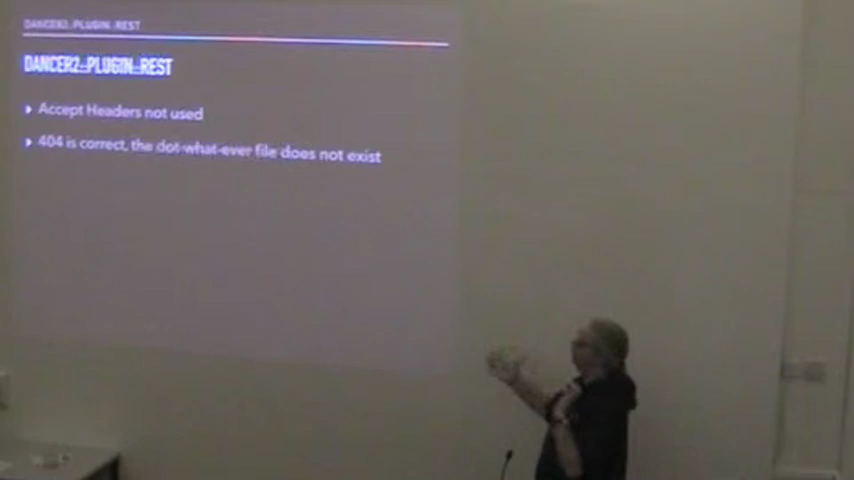 DANCER2::PLUGIN::REST
DANCER2::PLUGIN::REST
Accept Headers not used
404 is correct, the dot-what-ever file does not exist